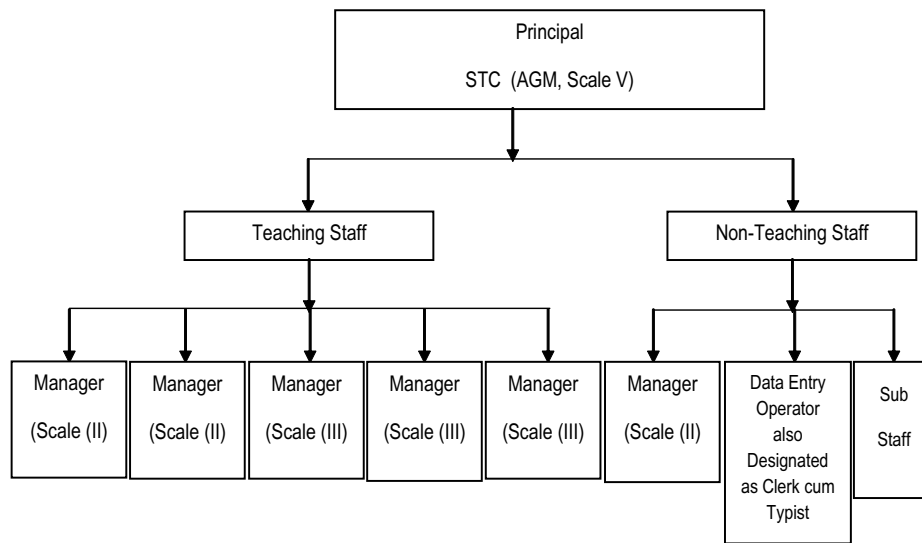 Principal
STC (AGM, Scale V)
Teaching Staff
Non-Teaching Staff
Manager
(Scale (II)
Manager
(Scale (II)
Manager
(Scale (III)
Manager
(Scale (III)
Manager
(Scale (III)
Manager
(Scale (II)
Data Entry
Operator
also
Designated
as Clerk cum
Typist
Sub
Staff